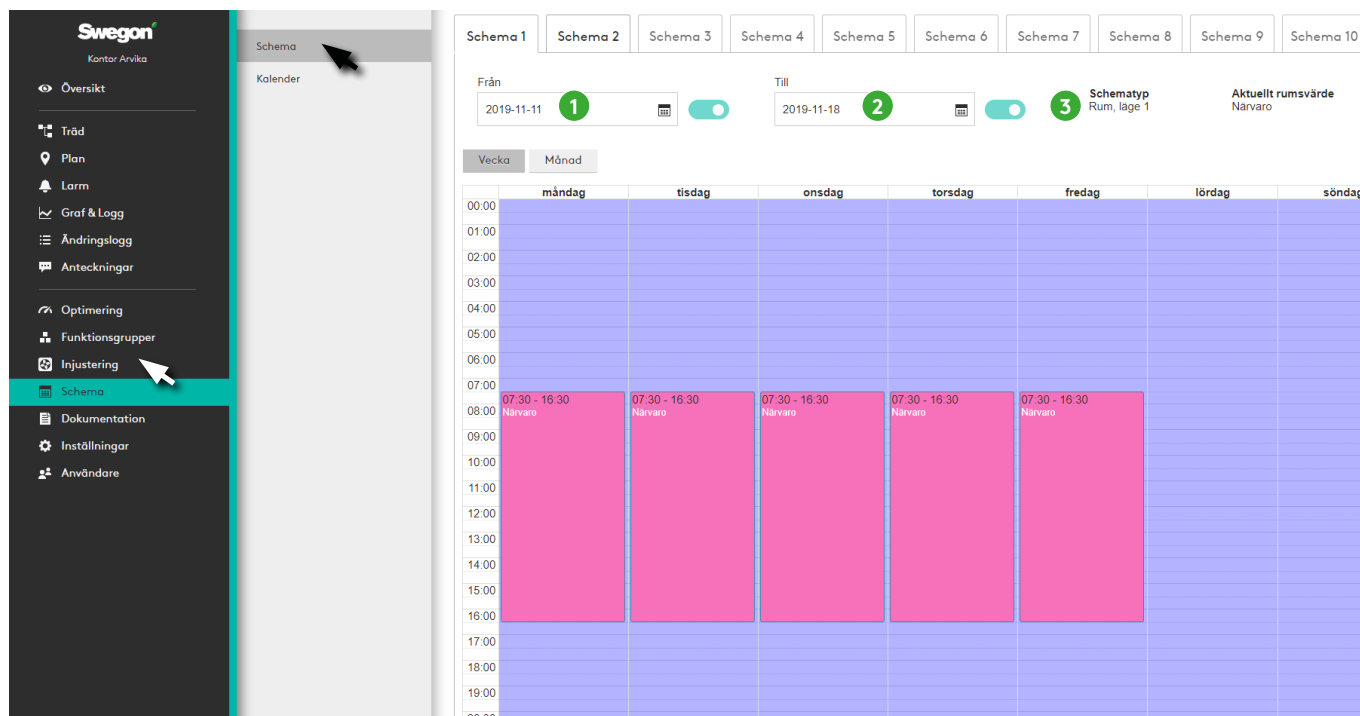 Swegon
Kontor Arvika
Översikt
Träd
Plan
Larm
Graf & Logg
Ändringslogg
Anteckningar
Optimering
Funktionsgrupper
Injustering
Schema
Dokumentation
Inställningar
Användare
Schema
Kalender
Schema 1 Schema 2 Schema 3 Schema 4 Schema 5 Schema 6 Schema 7 Schema 8 Schema 9 Schema 10
Från Till
2019-11-11 1 2019-11-18 2 3
Schematyp Aktuellt rumsvärde
Rum, läge 1 Närvaro
Vecka Månad
måndag tisdag onsdag torsdag fredag lördag söndag
00:00
01:00
02:00
03:00
04:00
05:00
06:00
07:00
07:30 - 16:30 07:30 - 16:30 07:30 - 16:30 07:30 - 16:30 07:30 - 16:30
08:00 Närvaro Närvaro Närvaro Närvaro Närvaro
09:00
10:00
11:00
12:00
13:00
14:00
15:00
16:00
17:00
18:00
19:00